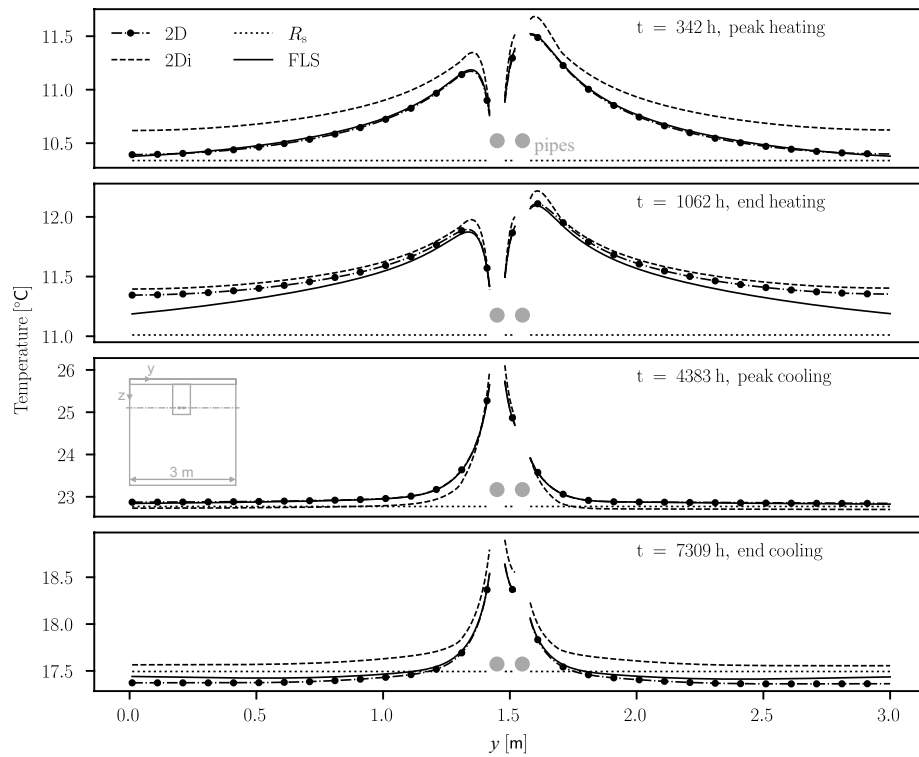 t = 342 h, peak heating
2D
R_s
2Di
FLS
11.5
11.0
10.5
pipes
t = 1062 h, end heating
12.0
11.5
11.0
Temperature [°C]
t = 4383 h, peak cooling
26
25
24
23
y
z
3 m
t = 7309 h, end cooling
18.5
18.0
17.5
0.0 0.5 1.0 1.5 2.0 2.5 3.0
y [m]